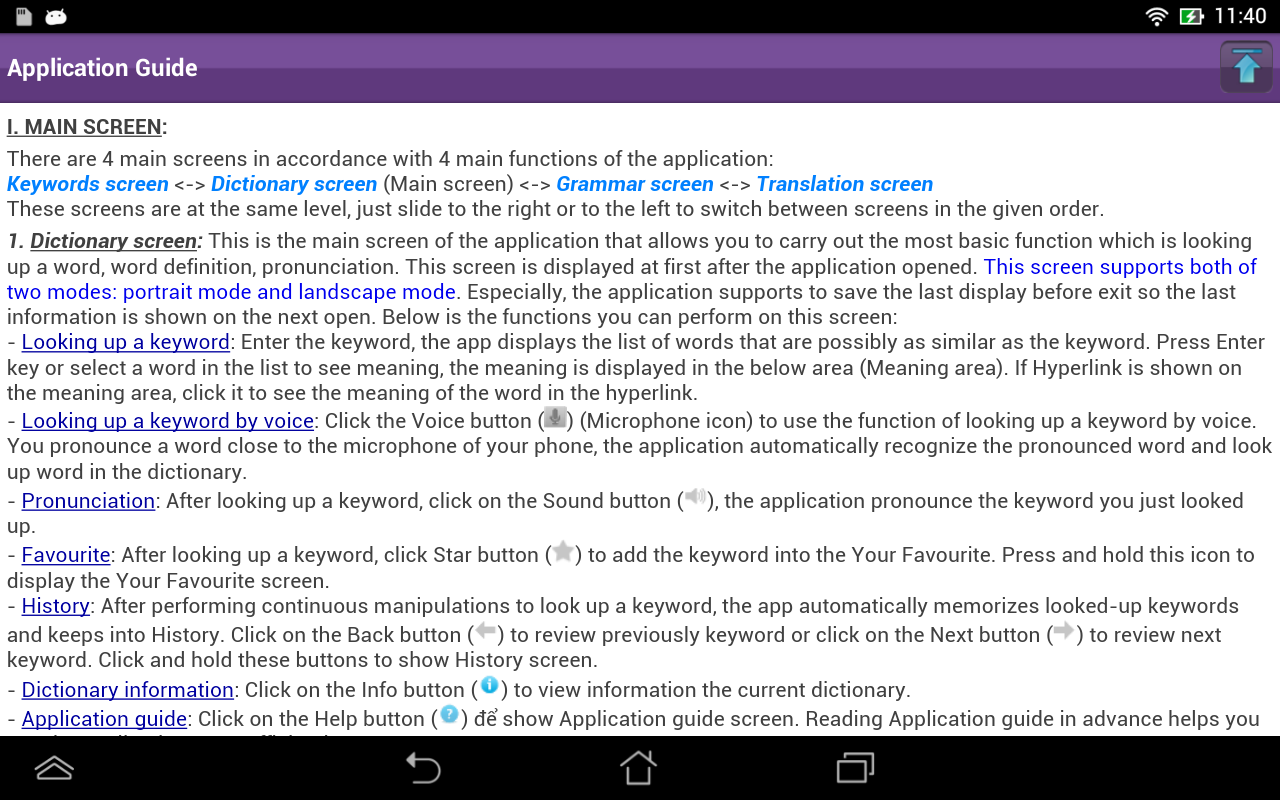 11:40
Application Guide
I. MAIN SCREEN:
There are 4 main screens in accordance with 4 main functions of the application:
Keywords screen <-> Dictionary screen (Main screen) <-> Grammar screen <-> Translation screen
These screens are at the same level, just slide to the right or to the left to switch between screens in the given order.
1. Dictionary screen: This is the main screen of the application that allows you to carry out the most basic function which is looking
up a word, word definition, pronunciation. This screen is displayed at first after the application opened. This screen supports both of
two modes: portrait mode and landscape mode. Especially, the application supports to save the last display before exit so the last
information is shown on the next open. Below is the functions you can perform on this screen:
- Looking up a keyword: Enter the keyword, the app displays the list of words that are possibly as similar as the keyword. Press Enter
key or select a word in the list to see meaning, the meaning is displayed in the below area (Meaning area). If Hyperlink is shown on
the meaning area, click it to see the meaning of the word in the hyperlink.
- Looking up a keyword by voice: Click the Voice button () (Microphone icon) to use the function of looking up a keyword by voice.
You pronounce a word close to the microphone of your phone, the application automatically recognize the pronounced word and look
up word in the dictionary.
- Pronunciation: After looking up a keyword, click on the Sound button (), the application pronounce the keyword you just looked
up.
- Favourite: After looking up a keyword, click Star button () to add the keyword into the Your Favourite. Press and hold this icon to
display the Your Favourite screen.
- History: After performing continuous manipulations to look up a keyword, the app automatically memorizes looked-up keywords
and keeps into History. Click on the Back button () to review previously keyword or click on the Next button () to review next
keyword. Click and hold these buttons to show History screen.
- Dictionary information: Click on the Info button () to view information the current dictionary.
- Application guide: Click on the Help button () để show Application guide screen. Reading Application guide in advance helps you